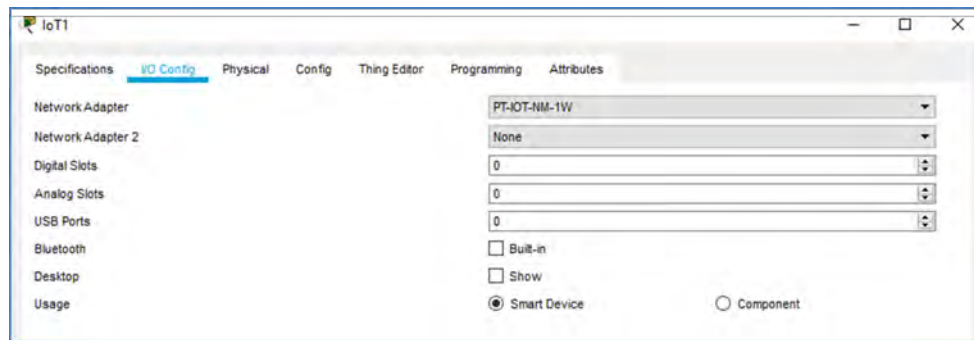 IoT1
Specifications I/O Config Physical Config Thing Editor Programming Attributes
Network Adapter PT-IOT-NM-1W
Network Adapter 2 None
Digital Slots 0
Analog Slots 0
USB Ports 0
Bluetooth Built-in
Desktop Show
Usage Smart Device Component